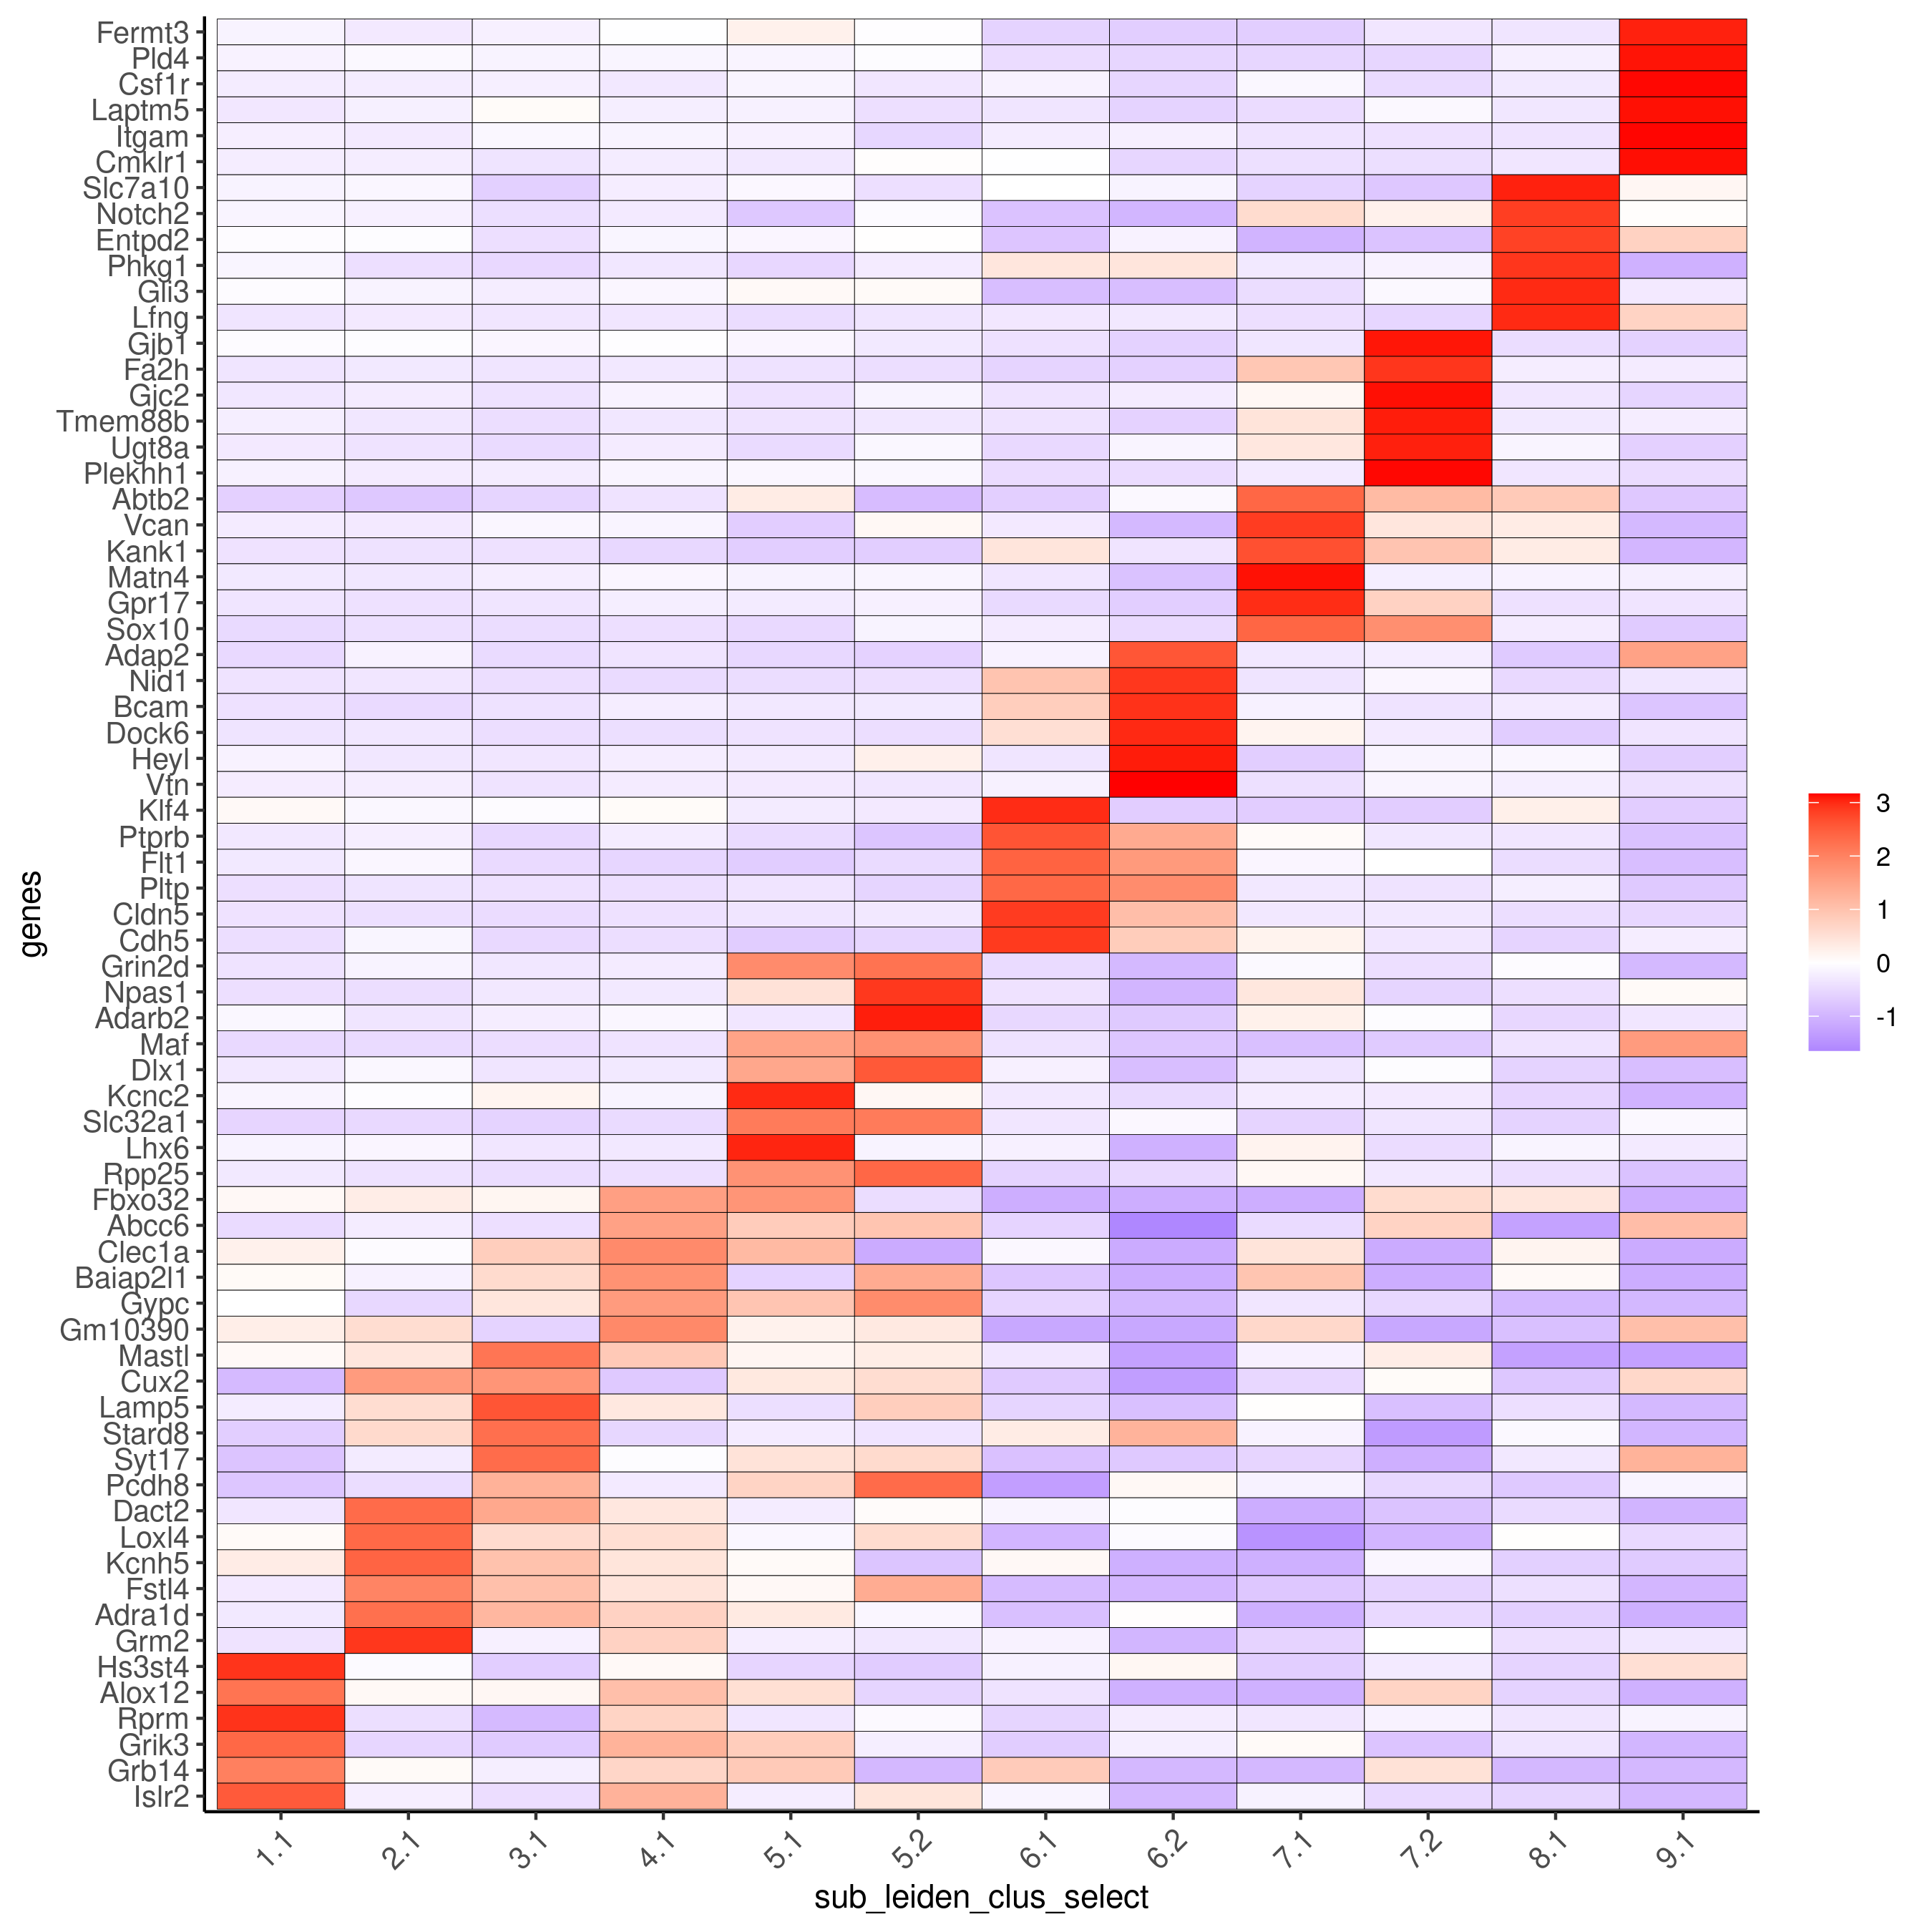 Fermt3
Pld4
Csf1r
Laptm5
Itgam
Cmklr1
Slc7a10
Notch2
Entpd2
Phkg1
Gli3
Lfng
Gjb1
Fa2h
Gjc2
Tmem88b
Ugt8a
Plekhh1
Abtb2
Vcan
Kank1
Matn4
Gpr17
Sox10
Adap2
Nid1
Bcam
Dock6
Heyl
Vtn
Klf4
Ptprb
Flt1
Pltp
Cldn5
Cdh5
Grin2d
Npas1
Adarb2
Maf
Dlx1
Kcnc2
Slc32a1
Lhx6
Rpp25
Fbxo32
Abcc6
Clec1a
Baiap2l1
Gypc
Gm10390
Mastl
Cux2
Lamp5
Stard8
Syt17
Pcdh8
Dact2
Loxl4
Kcnh5
Fstl4
Adra1d
Grm2
Hs3st4
Alox12
Rprm
Grik3
Grb14
Islr2
genes
1.1 2.1 3.1 4.1 5.1 5.2 6.1 6.2 7.1 7.2 8.1 9.1
sub_leiden_clus_select
3
2
1
0
-1